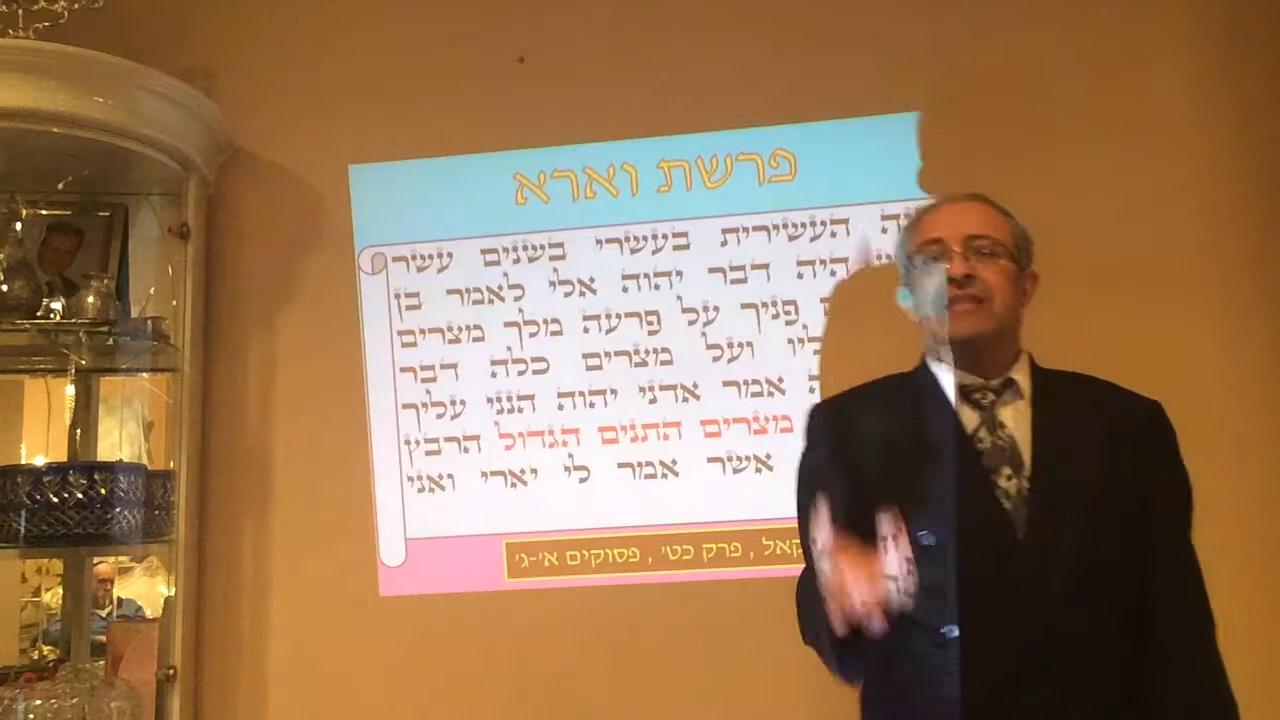 פרשת וארא
העשירית בעשרי בשנים עשר
היה דבר יהוה אלי לאמר בן
פניך על פרעה מלך מצרים
ועל מצרים כלה דבר
אמר אדני יהוה הנני עליך
מצרים התנים הגדול הרבץ
אשר אמר לי יארי ואני
פרק כט', פסוקים א'-ג'